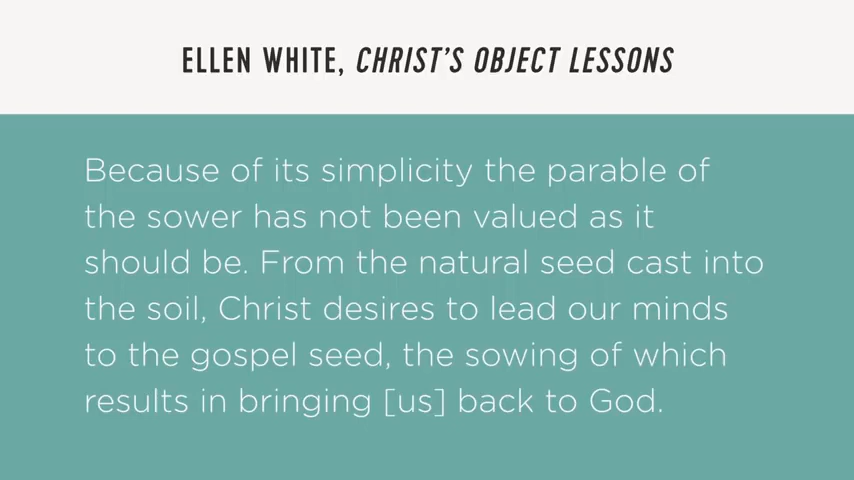 ELLEN WHITE, CHRIST'S OBJECT LESSONS
Because of its simplicity the parable of
the sower has not been valued as it
should be. From the natural seed cast into
the soil, Christ desires to lead our minds
to the gospel seed, the sowing of which
results in bringing [us] back to God.